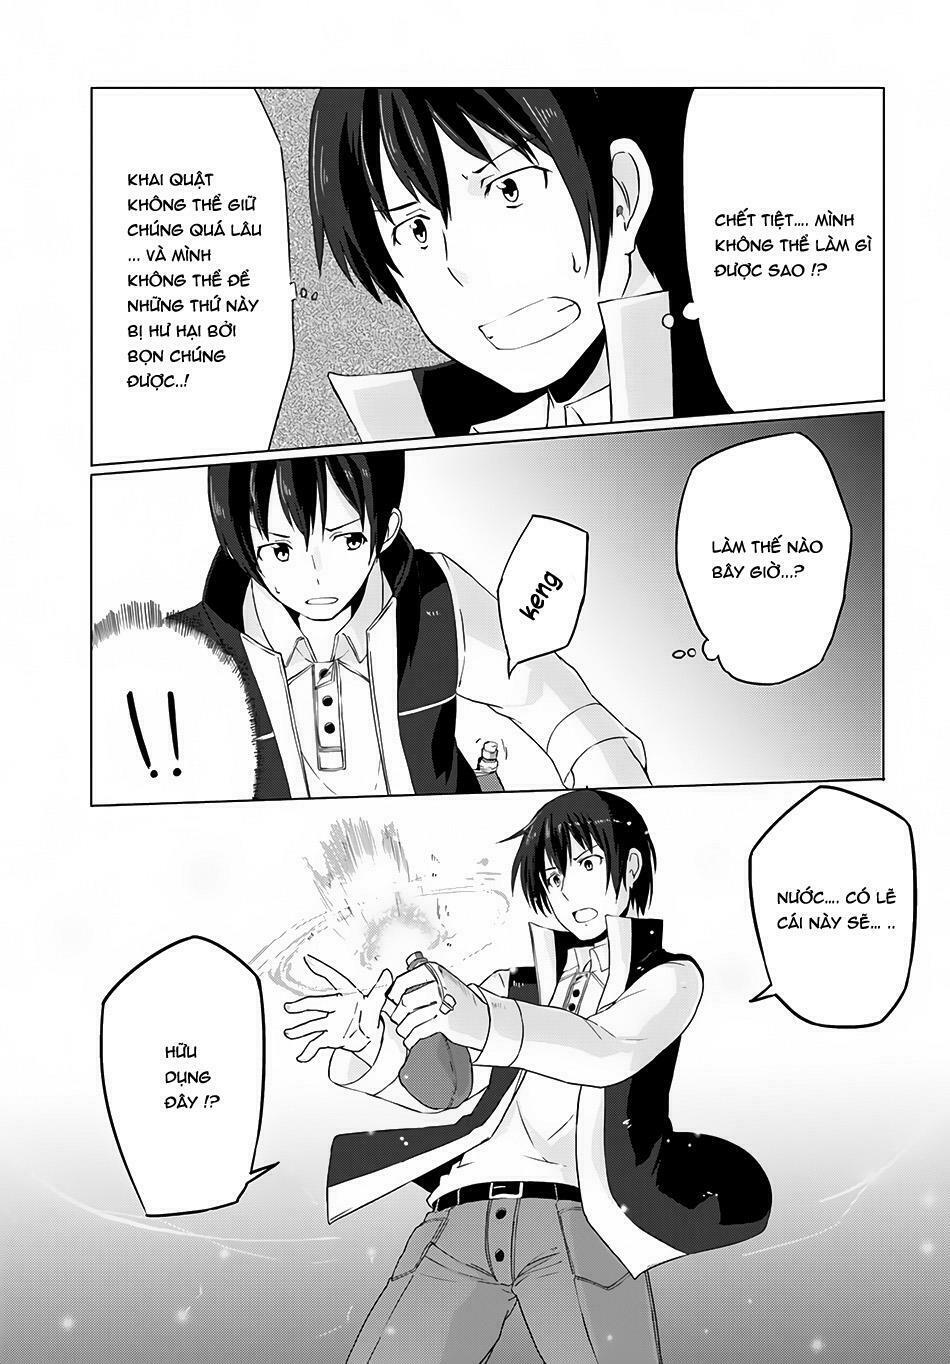 CHẾT TIỆT.... MÌNH
KHÔNG THỂ LÀM GÌ
ĐƯỢC SAO !?
KHAI QUẬT
KHÔNG THỂ GIỮ
CHÚNG QUÁ LÂU
... VÀ MÌNH
KHÔNG THỂ ĐỂ
NHỮNG THỨ NÀY
BỊ HƯ HẠI BỞI
BỌN CHÚNG
ĐƯỢC..!
LÀM THẾ NÀO
BÂY GIỜ...?
keng
!!
NƯỚC.... CÓ LẼ
CÁI NÀY SẼ... ..
HỮU
DỤNG
ĐÂY !?